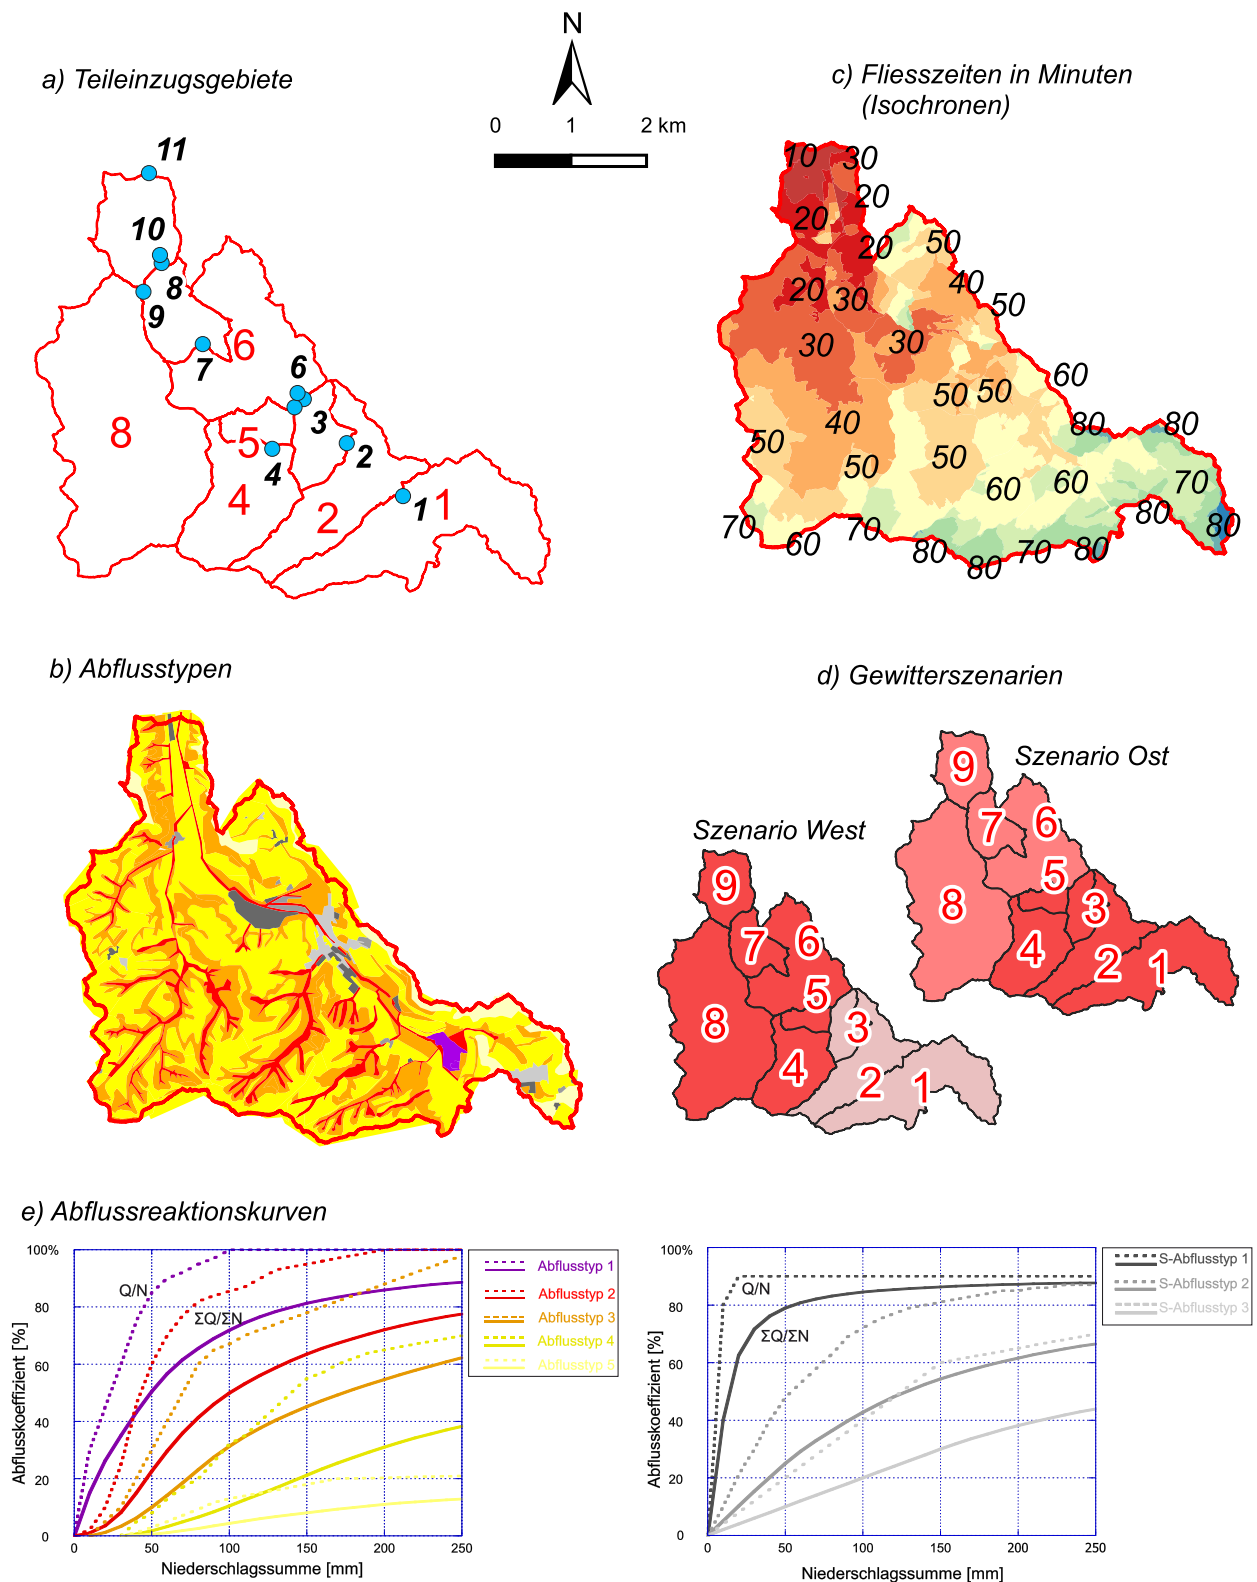 N
a) Teileinzugsgebiete
c) Fliesszeiten in Minuten
(Isochronen)
0 1 2 km
11
10
8
9
6
7
6
8
3
5
4
2
4
2
1
1
10
30
20
20
20
50
20
30
40
50
30
30
60
50
50
40
50
80
80
50
50
60
60
70
70
60
70
80
80
80
70
80
80
b) Abflusstypen
d) Gewitterszenarien
Szenario Ost
9
7
6
5
8
3
4
2
1
Szenario West
9
7
6
5
8
3
4
2
1
e) Abflussreaktionskurven
100%
80
60
40
20
0
Abflusskoeffizient [%]
Q/N
ΣQ/ΣN
0 50 100 150 200 250
Niederschlagssumme [mm]
Abflusstyp 1
Abflusstyp 2
Abflusstyp 3
Abflusstyp 4
Abflusstyp 5
100%
80
60
40
20
0
Abflusskoeffizient [%]
Q/N
ΣQ/ΣN
0 50 100 150 200 250
Niederschlagssumme [mm]
S-Abflusstyp 1
S-Abflusstyp 2
S-Abflusstyp 3